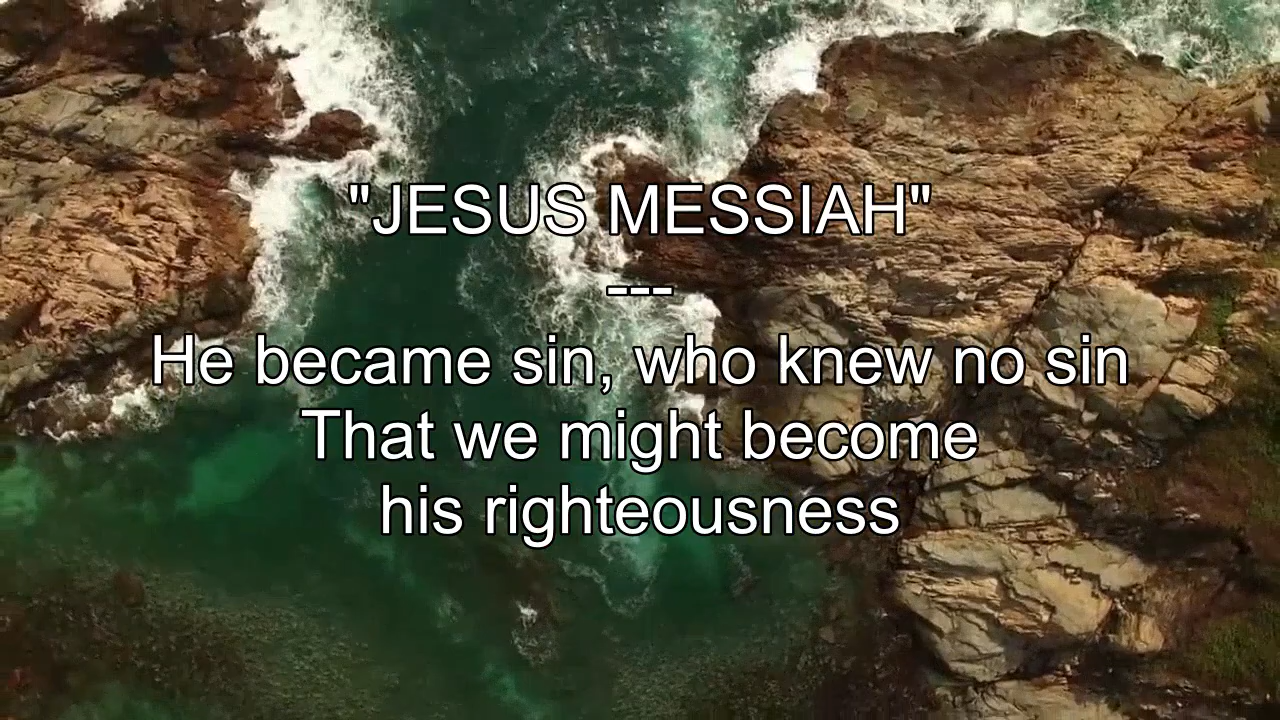 "JESUS MESSIAH"
---
He became sin, who knew no sin
That we might become
his righteousness